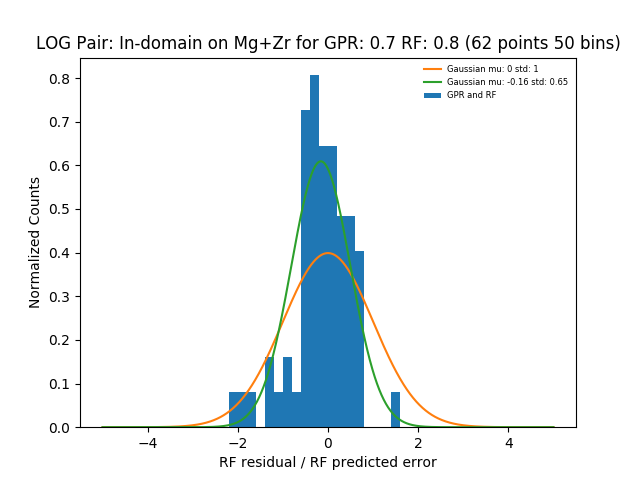 LOG Pair: In-domain on Mg+Zr for GPR: 0.7 RF: 0.8 (62 points 50 bins)
Gaussian mu: 0 std: 1
Gaussian mu: -0.16 std: 0.65
GPR and RF
Normalized Counts
0.8
0.7
0.6
0.5
0.4
0.3
0.2
0.1
0.0
−4
−2
0
2
4
RF residual / RF predicted error